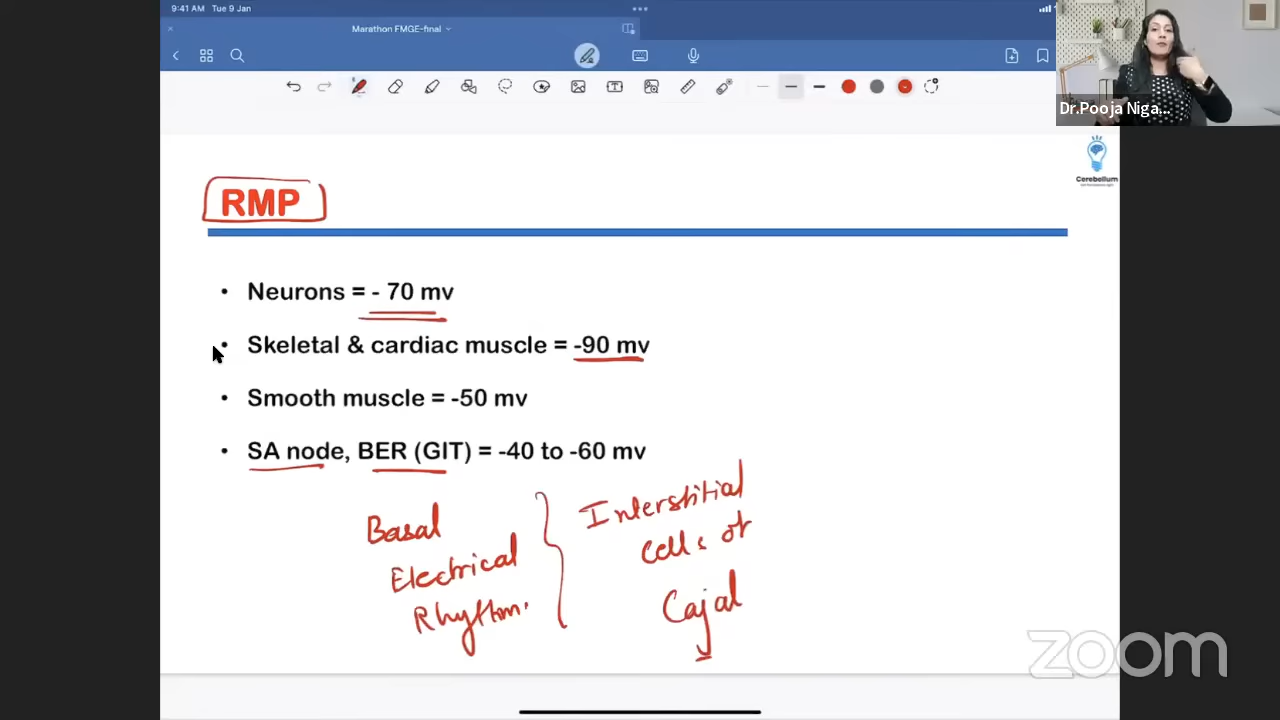 9:41 AM Tue 9 Jan
Marathon FMGE-final
Dr.Pooja Niga...
Cerebellum
RMP
• Neurons = - 70 mv
• Skeletal & cardiac muscle = -90 mv
• Smooth muscle = -50 mv
• SA node, BER (GIT) = -40 to -60 mv
Basal
Electrical
Rhythm.
Interstitial
cells of
Cajal
zoom